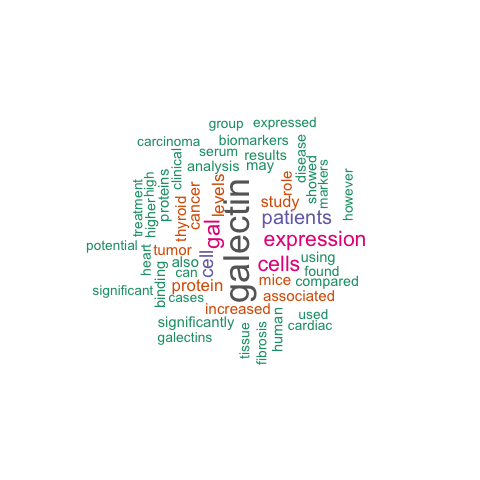 group
expressed
carcinoma
biomarkers
serum
results
disease
clinical
analysis
may
showed
markers
treatment
high
higher
proteins
thyroid
cancer
levels
galectin
role
study
however
gal
patients
potential
heart
tumor
also
cell
expression
can
cells
using
found
significant
binding
protein
cases
mice
compared
associated
increased
significantly
galectins
tissue
fibrosis
human
used
cardiac